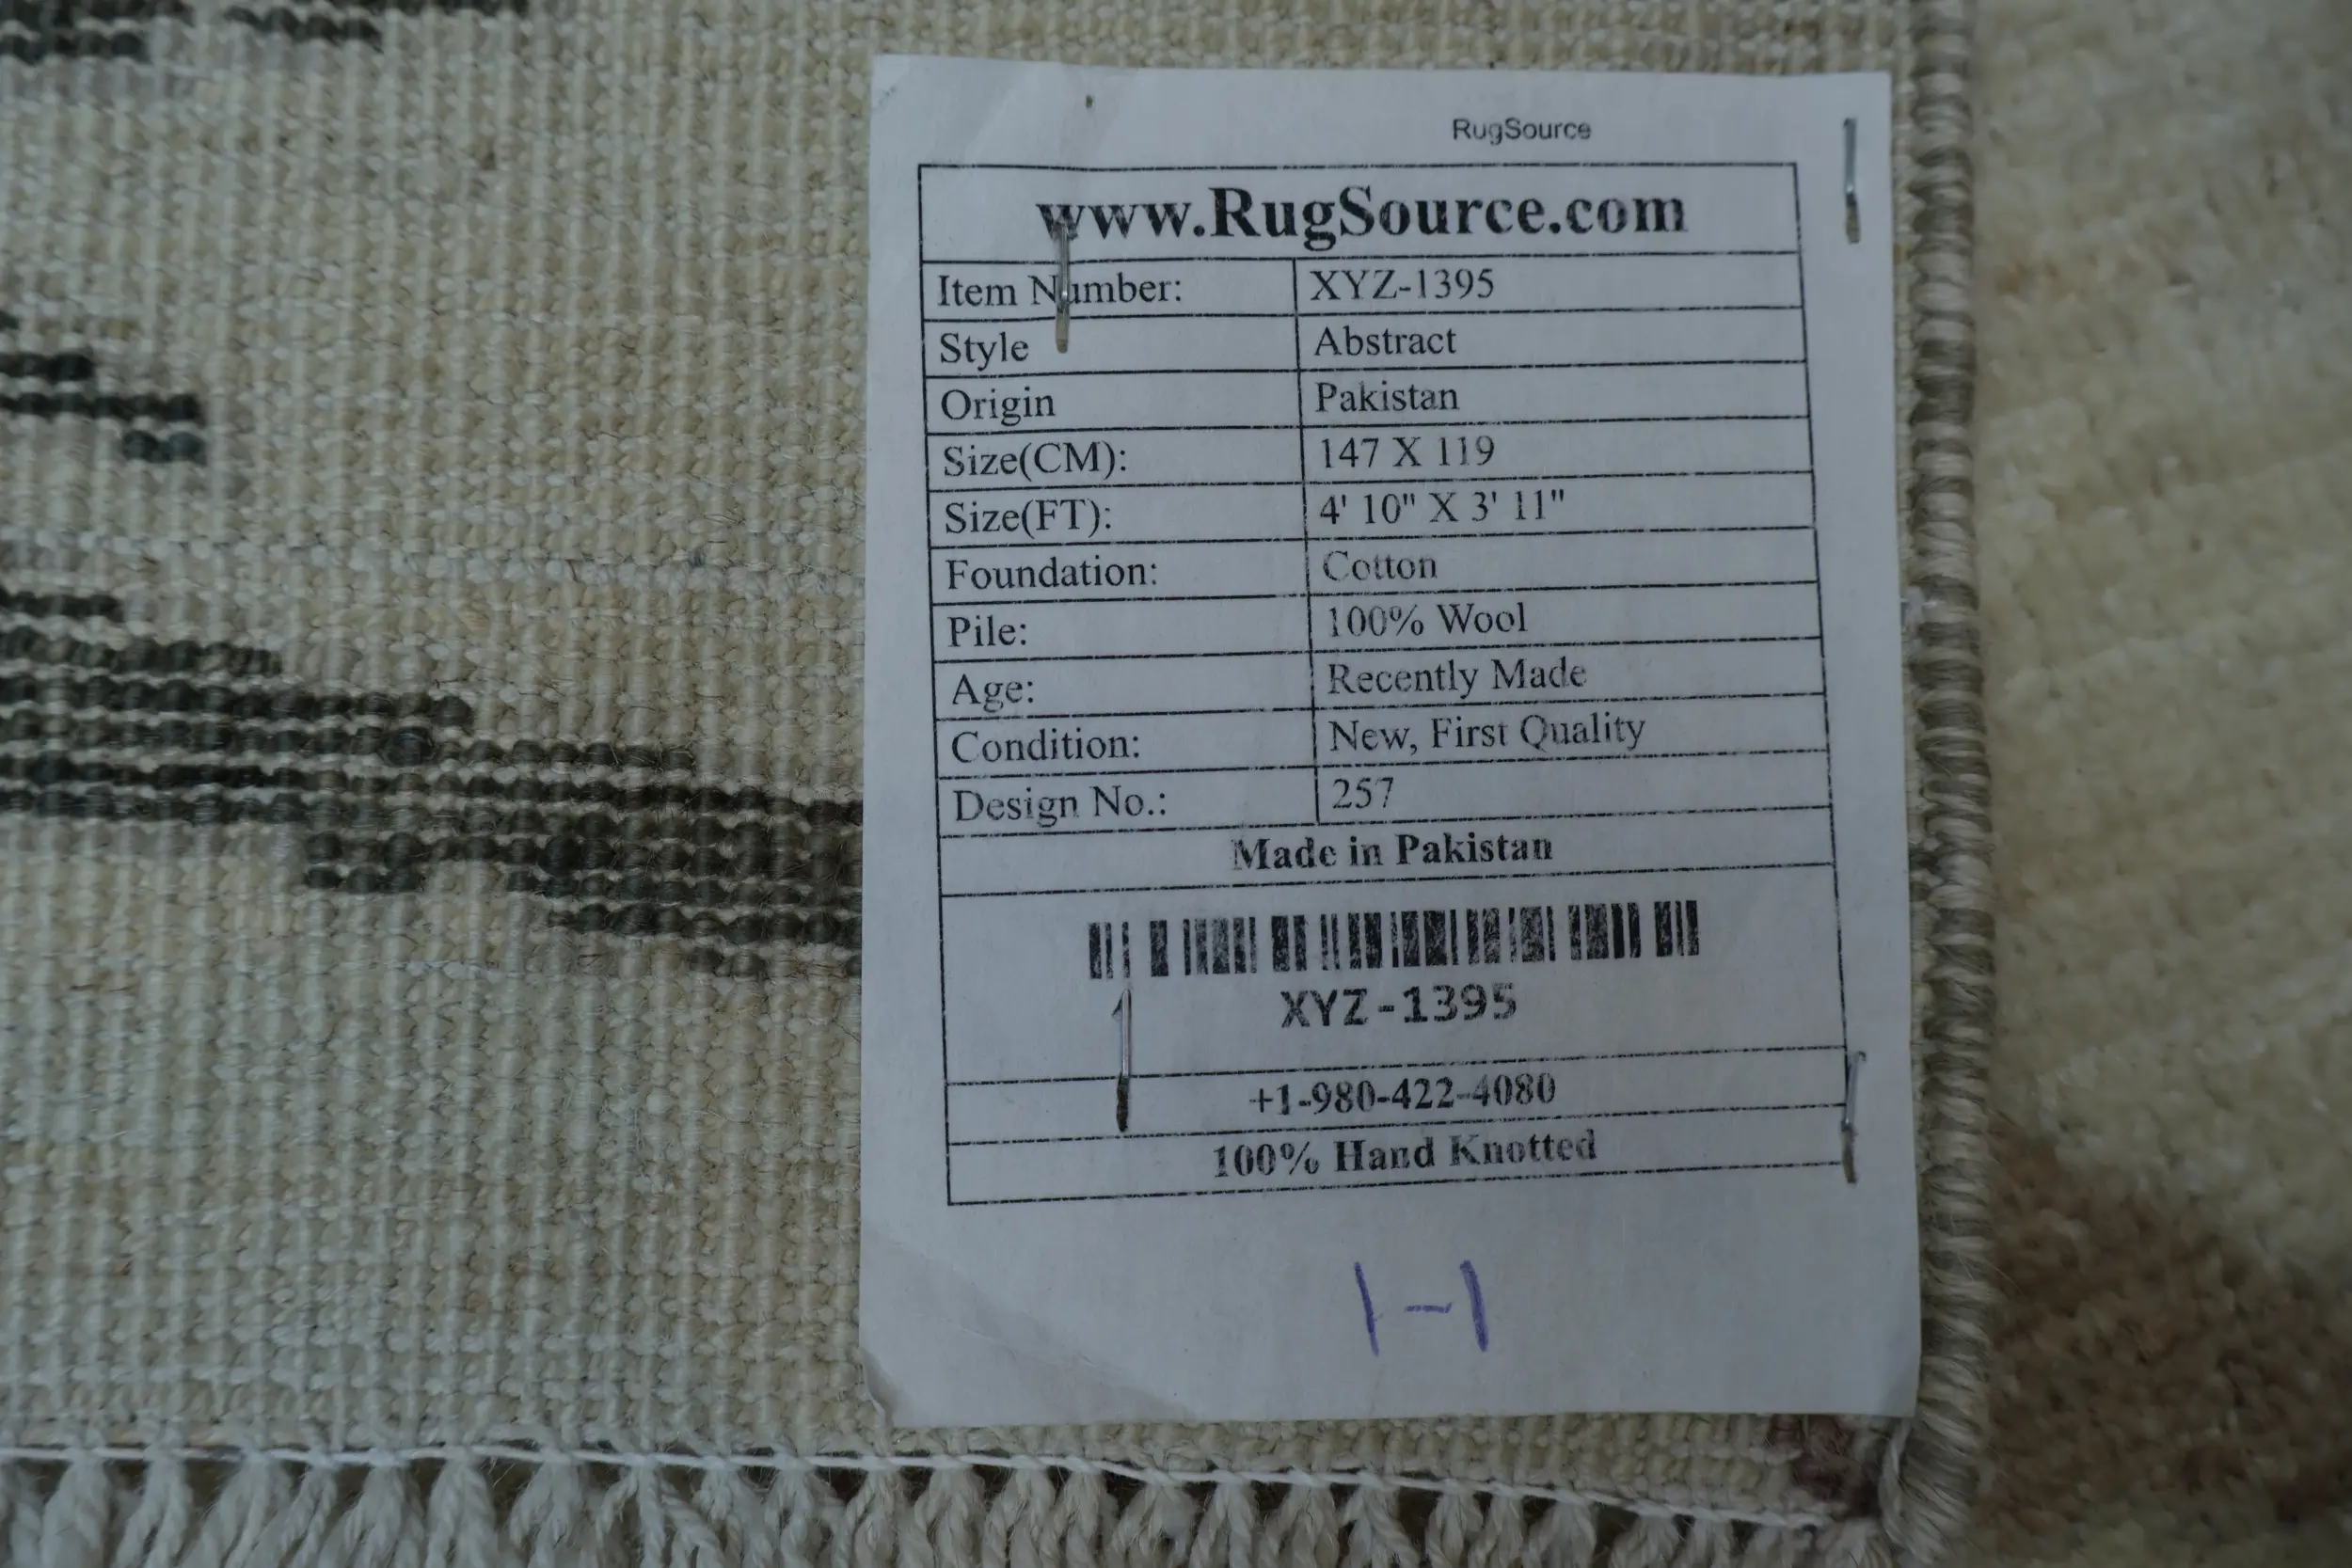 RugSource
www.RugSource.com
Item Number: XYZ-1395
Style Abstract
Origin Pakistan
Size(CM): 147 X 119
Size(FT): 4' 10" X 3' 11"
Foundation: Cotton
Pile: 100% Wool
Age: Recently Made
Condition: New, First Quality
Design No.: 257
Made in Pakistan
XYZ-1395
+1-980-422-4080
100% Hand Knotted
1-1